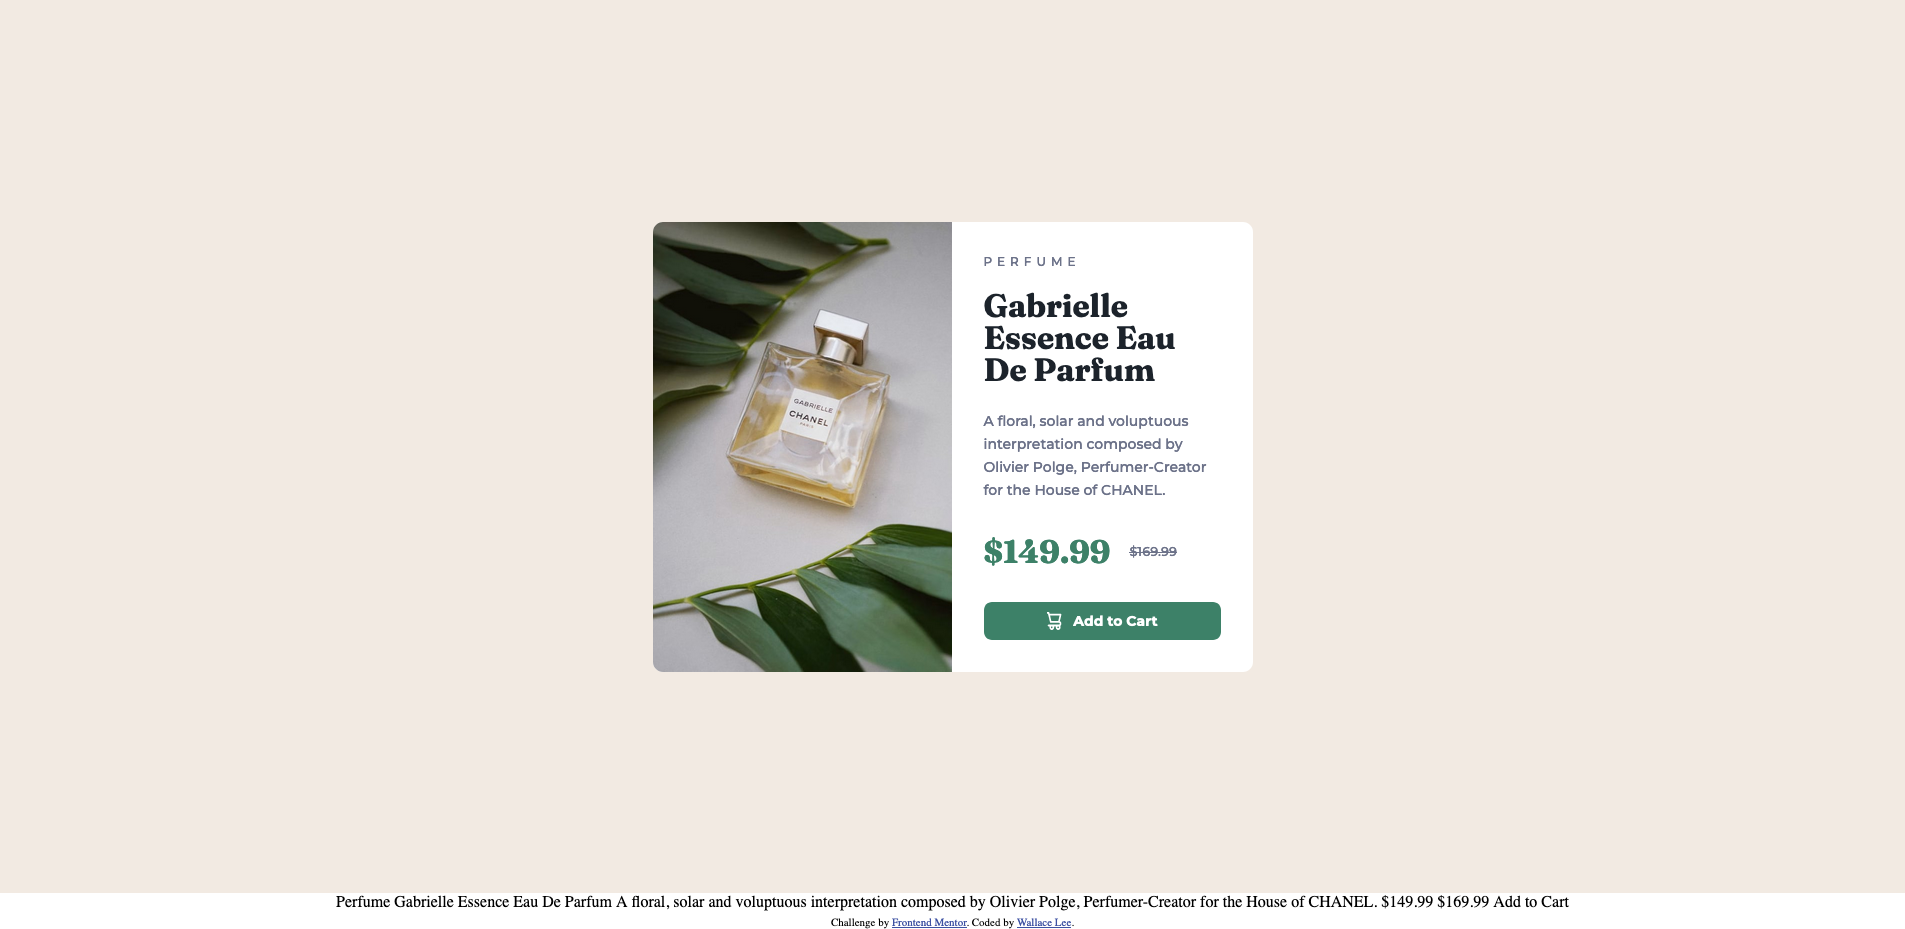 GABRIELLE
CHANEL
PARIS
PERFUME
Gabrielle
Essence Eau
De Parfum
A floral, solar and voluptuous
interpretation composed by
Olivier Polge, Perfumer-Creator
for the House of CHANEL.
$149.99 $169.99
Add to Cart
Perfume Gabrielle Essence Eau De Parfum A floral, solar and voluptuous interpretation composed by Olivier Polge, Perfumer-Creator for the House of CHANEL. $149.99 $169.99 Add to Cart
Challenge by Frontend Mentor. Coded by Wallace Lee.